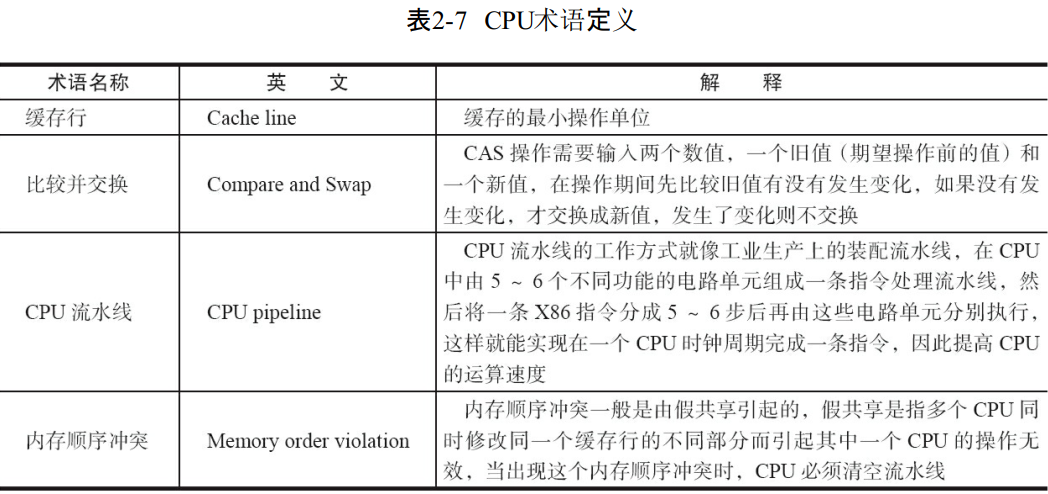 表2-7 CPU术语定义
术语名称 英 文 解 释
缓存行 Cache line 缓存的最小操作单位
CAS 操作需要输入两个数值，一个旧值（期望操作前的值）和
比较并交换 Compare and Swap 一个新值，在操作期间先比较旧值有没有发生变化，如果没有发
生变化，才交换成新值，发生了变化则不交换
CPU 流水线的工作方式就像工业生产上的装配流水线，在 CPU
中由 5 ~ 6 个不同功能的电路单元组成一条指令处理流水线，然
CPU 流水线 CPU pipeline 后将一条 X86 指令分成 5 ~ 6 步后再由这些电路单元分别执行，
这样就能实现在一个 CPU 时钟周期完成一条指令，因此提高 CPU
的运算速度
内存顺序冲突一般是由假共享引起的，假共享是指多个 CPU 同
内存顺序冲突 Memory order violation 时修改同一个缓存行的不同部分而引起其中一个 CPU 的操作无
效，当出现这个内存顺序冲突时，CPU 必须清空流水线